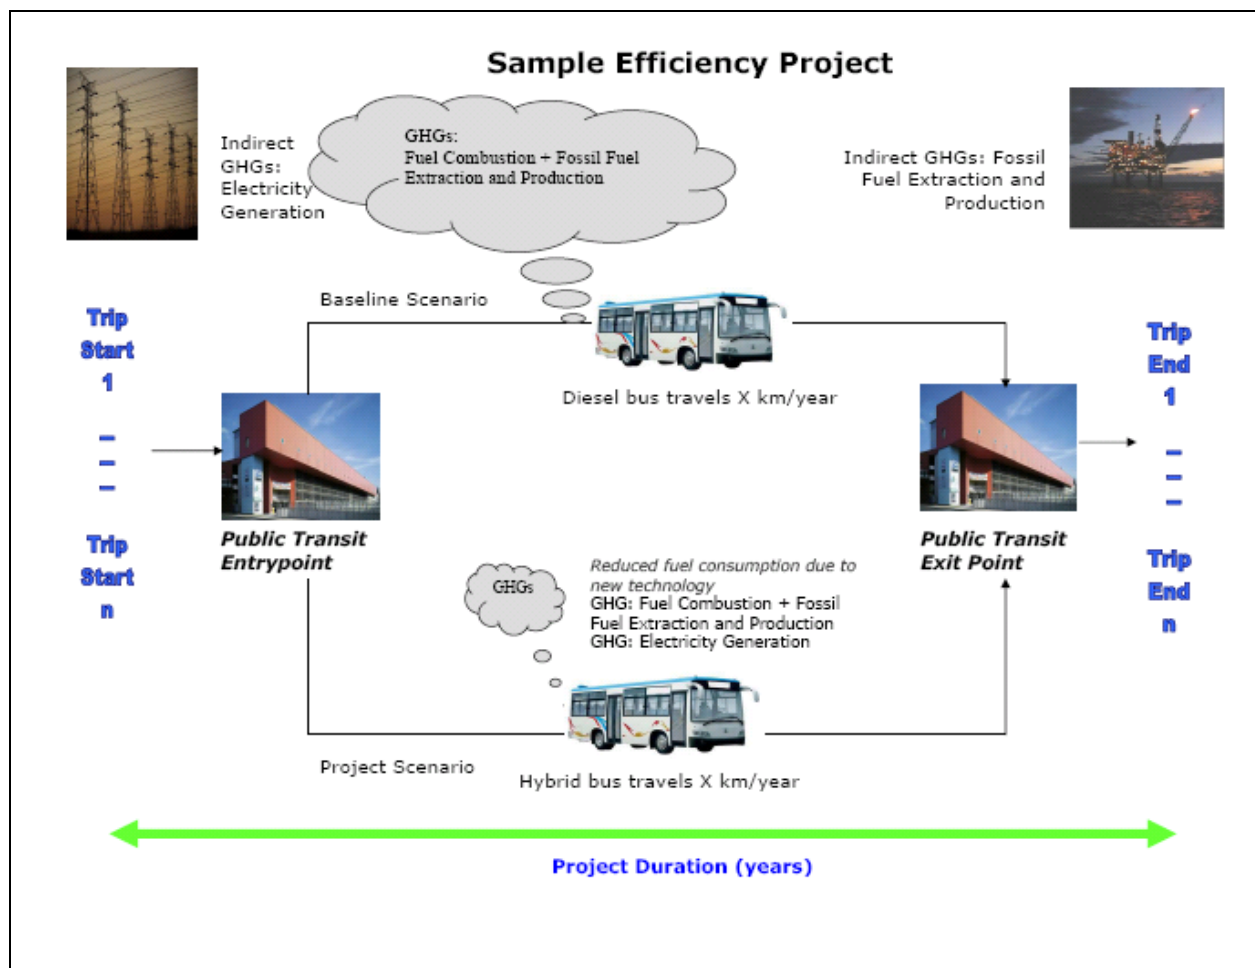 Sample Efficiency Project
Indirect
GHGs:
Electricity
Generation
GHGs:
Fuel Combustion + Fossil Fuel
Extraction and Production
Indirect GHGs: Fossil
Fuel Extraction and
Production
Baseline Scenario
Trip
Start
1
–
–
–
Trip
Start
n
Diesel bus travels X km/year
Trip
End
1
–
–
–
Trip
End
n
Public Transit
Entrypoint
Public Transit
Exit Point
GHGs
Reduced fuel consumption due to
new technology
GHG: Fuel Combustion + Fossil
Fuel Extraction and Production
GHG: Electricity Generation
Project Scenario
Hybrid bus travels X km/year
Project Duration (years)